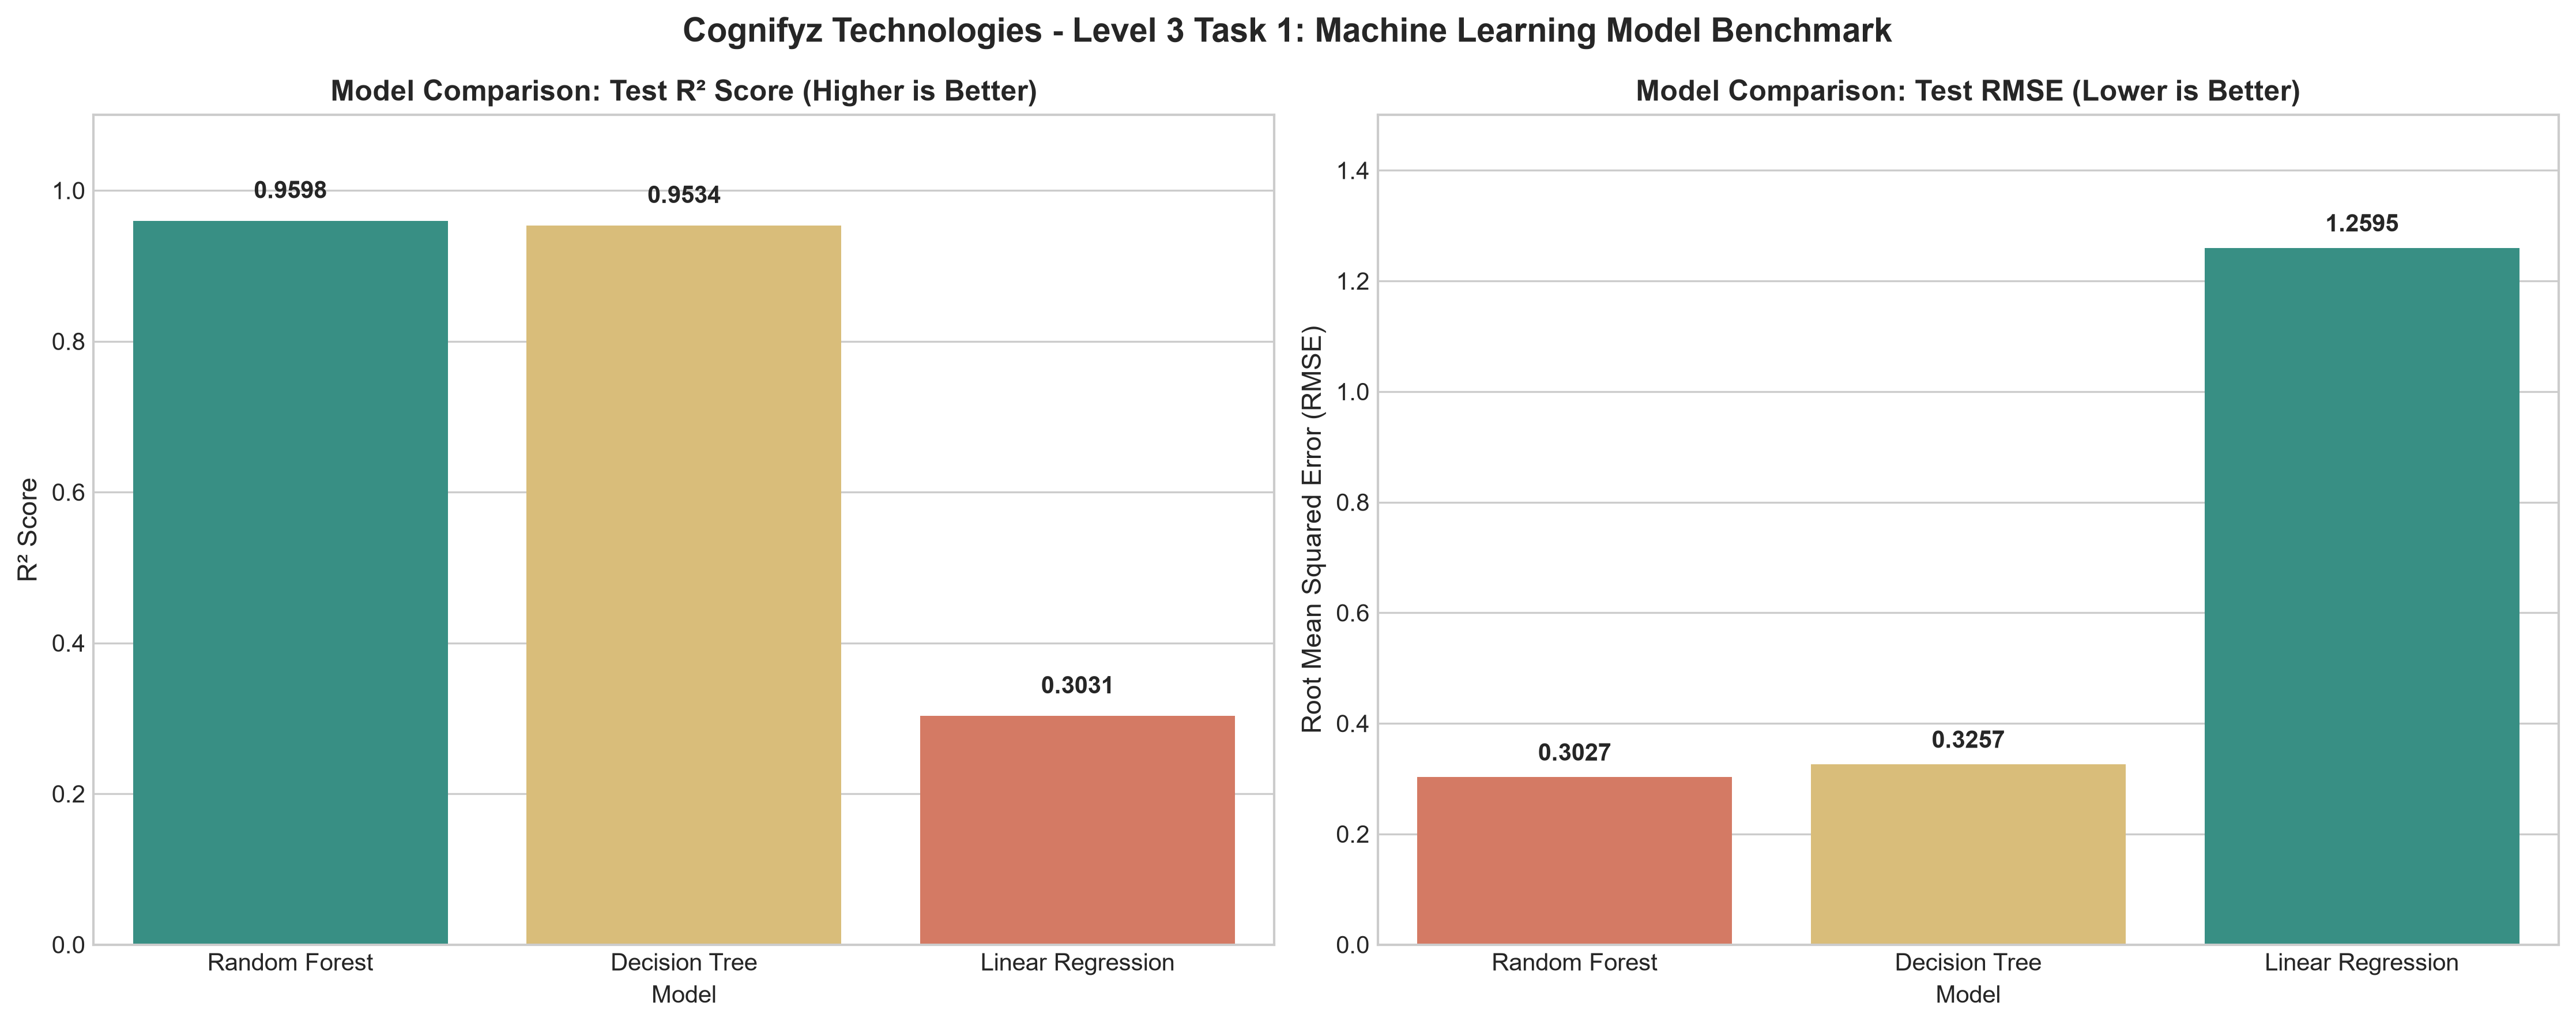 Cognifyz Technologies - Level 3 Task 1: Machine Learning Model Benchmark
Model Comparison: Test R² Score (Higher is Better)
R² Score
1.0
0.8
0.6
0.4
0.2
0.0
0.9598
0.9534
0.3031
Random Forest
Decision Tree
Linear Regression
Model
Model Comparison: Test RMSE (Lower is Better)
Root Mean Squared Error (RMSE)
1.4
1.2
1.0
0.8
0.6
0.4
0.2
0.0
0.3027
0.3257
1.2595
Random Forest
Decision Tree
Linear Regression
Model